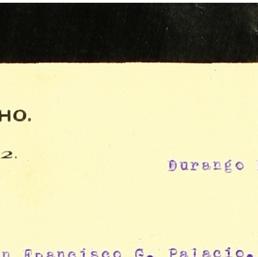 HO.
2.
Durango
n Francisco G. Palacio.